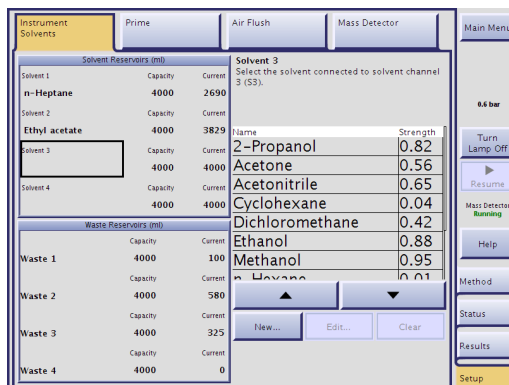 Instrument
Solvents
Prime
Air Flush
Mass Detector
Main Menu
Solvent Reservoirs (ml)
Solvent 1 Capacity Current
n-Heptane 4000 2690
Solvent 2 Capacity Current
Ethyl acetate 4000 3829
Solvent 3 Capacity Current
4000 4000
Solvent 4 Capacity Current
4000 4000
Waste Reservoirs (ml)
Capacity Current
Waste 1 4000 100
Capacity Current
Waste 2 4000 580
Capacity Current
Waste 3 4000 325
Capacity Current
Waste 4 4000 0
Solvent 3
Select the solvent connected to solvent channel
3 (S3).
Name Strength
2-Propanol 0.82
Acetone 0.56
Acetonitrile 0.65
Cyclohexane 0.04
Dichloromethane 0.42
Ethanol 0.88
Methanol 0.95
n-Hexane 0.01
New...
Edit...
Clear
0.6 bar
Turn
Lamp Off
Resume
Mass Detector
Running
Help
Method
Status
Results
Setup